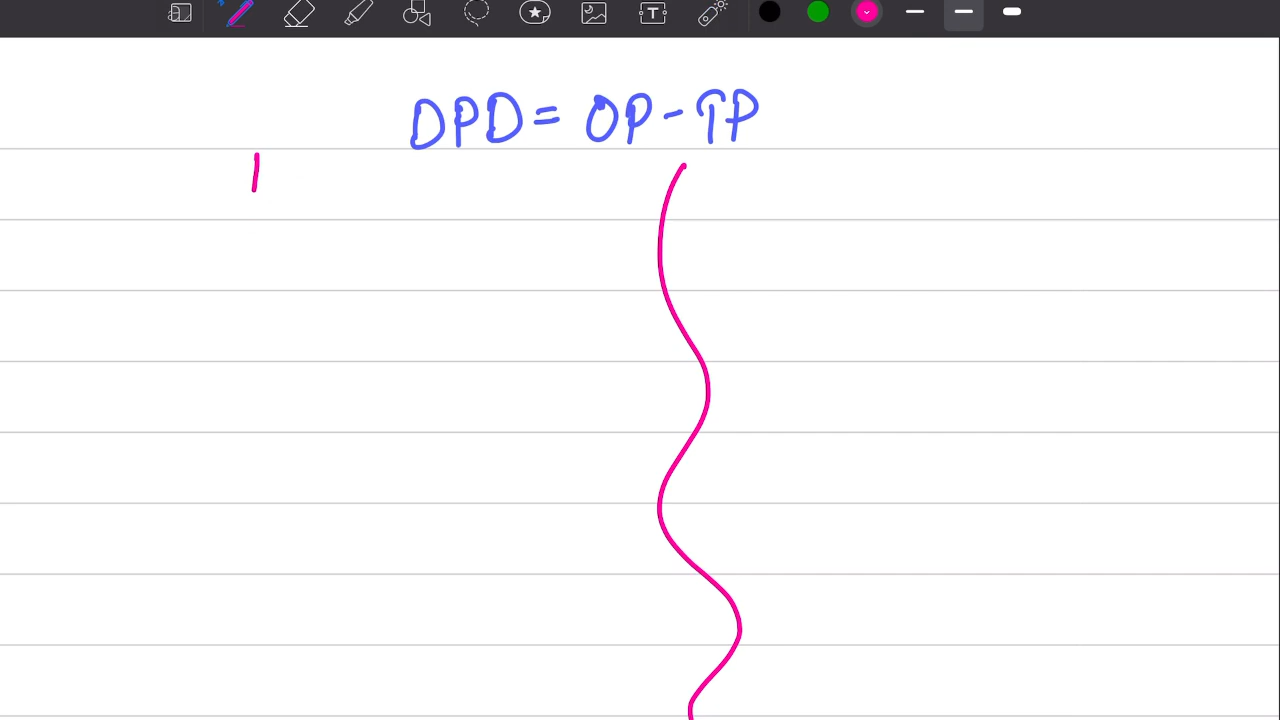 DPD = OP - TP